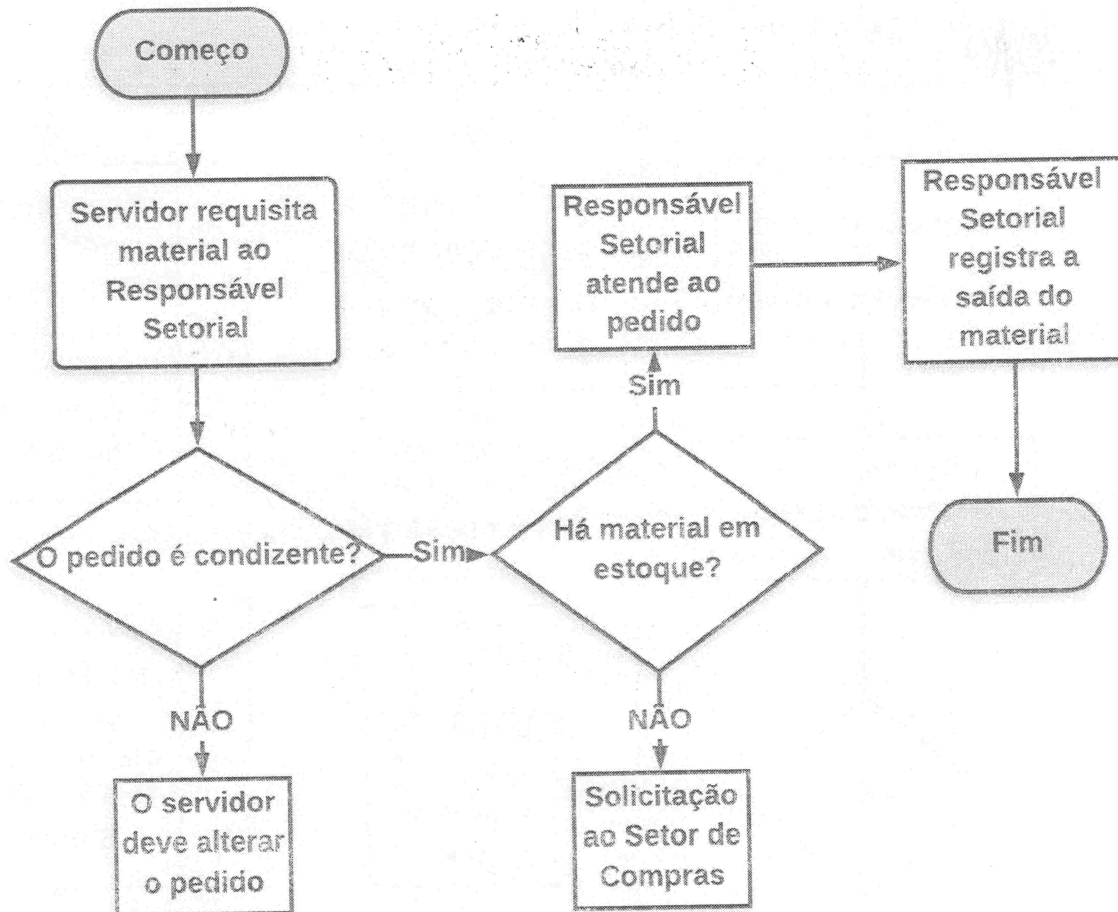 Começo
Servidor requisita
material ao
Responsável
Setorial
O pedido é condizente?
Sim
NÃO
O servidor
deve alterar
o pedido
Há material em
estoque?
Sim
NÃO
Solicitação
ao Setor de
Compras
Responsável
Setorial
atende ao
pedido
Responsável
Setorial
registra a
saída do
material
Fim